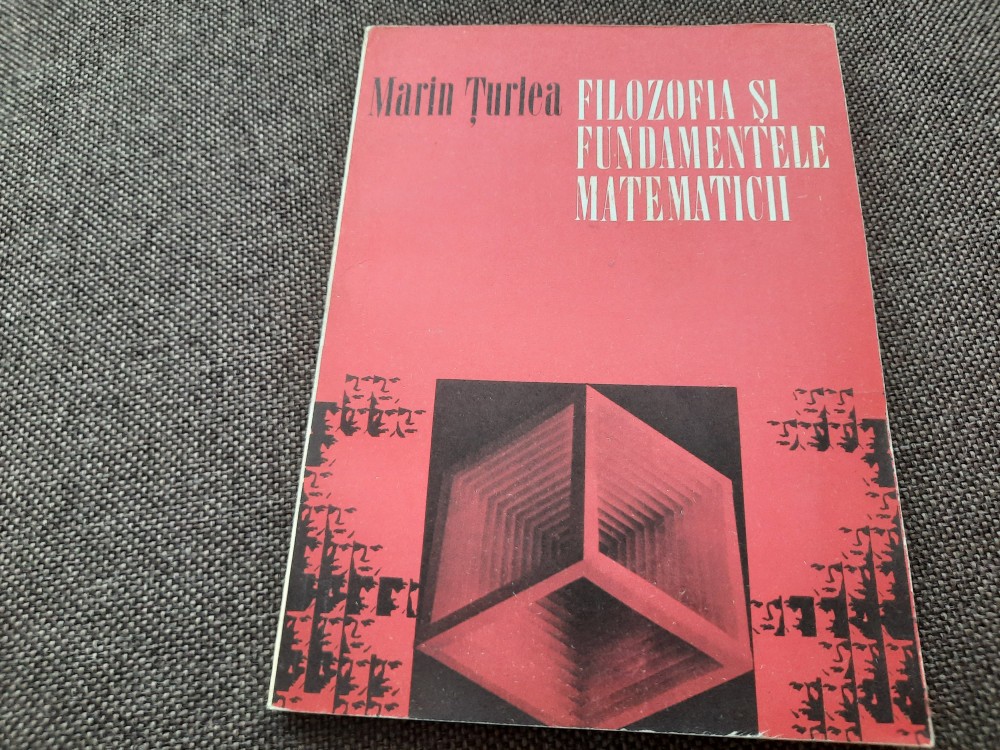 Marin Țurlea
FILOZOFIA ȘI
FUNDAMENTELE
MATEMATICII